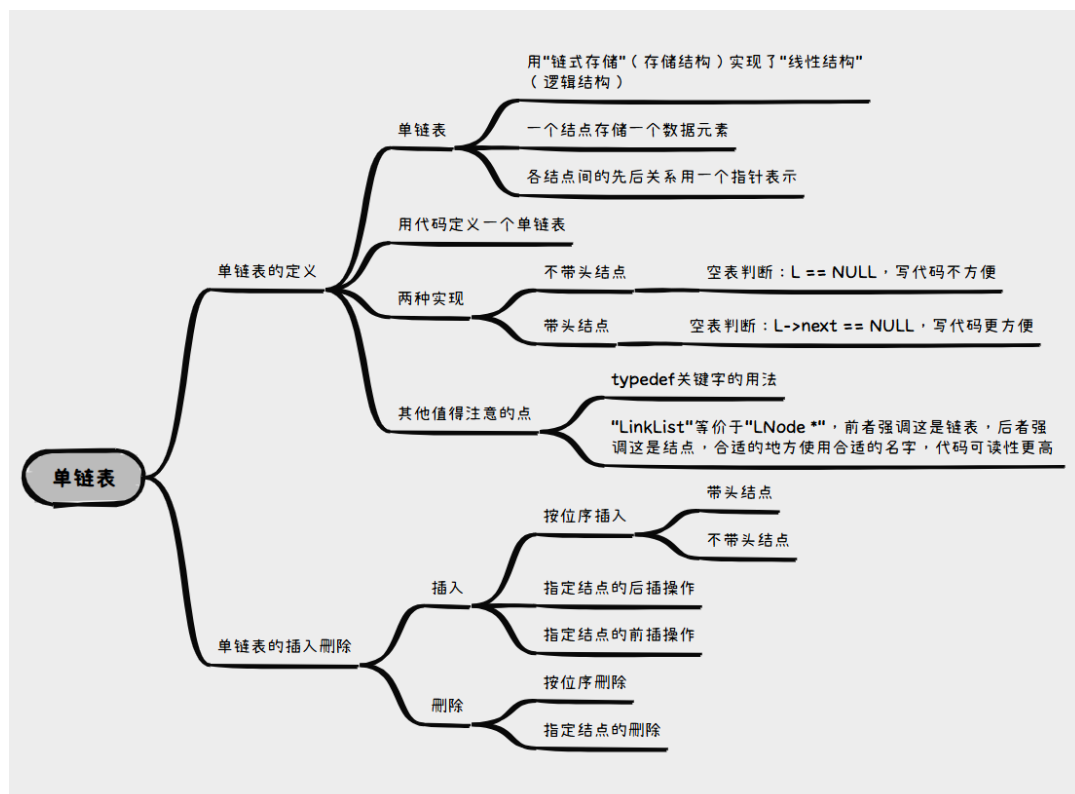 用"链式存储"（存储结构）实现了"线性结构"
（逻辑结构）
单链表
一个结点存储一个数据元素
各结点间的先后关系用一个指针表示
用代码定义一个单链表
单链表的定义
不带头结点
空表判断：L == NULL，写代码不方便
两种实现
带头结点
空表判断：L->next == NULL，写代码更方便
typedef关键字的用法
其他值得注意的点
"LinkList"等价于"LNode *"，前者强调这是链表，后者强
调这是结点，合适的地方使用合适的名字，代码可读性更高
单链表
带头结点
按位序插入
不带头结点
插入
指定结点的后插操作
指定结点的前插操作
单链表的插入删除
按位序删除
删除
指定结点的删除